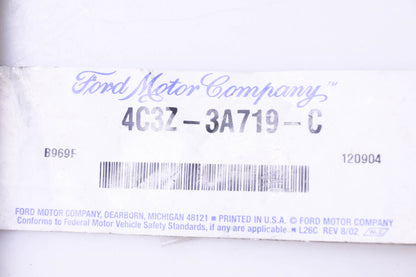 Ford Motor Company™
4C3Z-3A719-C
B969F 120904
FORD MOTOR COMPANY, DEARBORN, MICHIGAN 48121 ■ PRINTED IN U.S.A. © FORD MOTOR COMPANY
Conforms to Federal Motor Vehicle Safety Standards, if any are applicable. ■ L26C REV 8/02